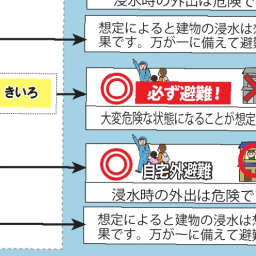 浸水時の外出は危険で
想定によると建物の浸水は想
果です。万が一に備えて避難
きいろ
必ず避難！
大変危険な状態になることが想定
自宅外避難
浸水時の外出は危険で
想定によると建物の浸水は想
果です。万が一に備えて避難